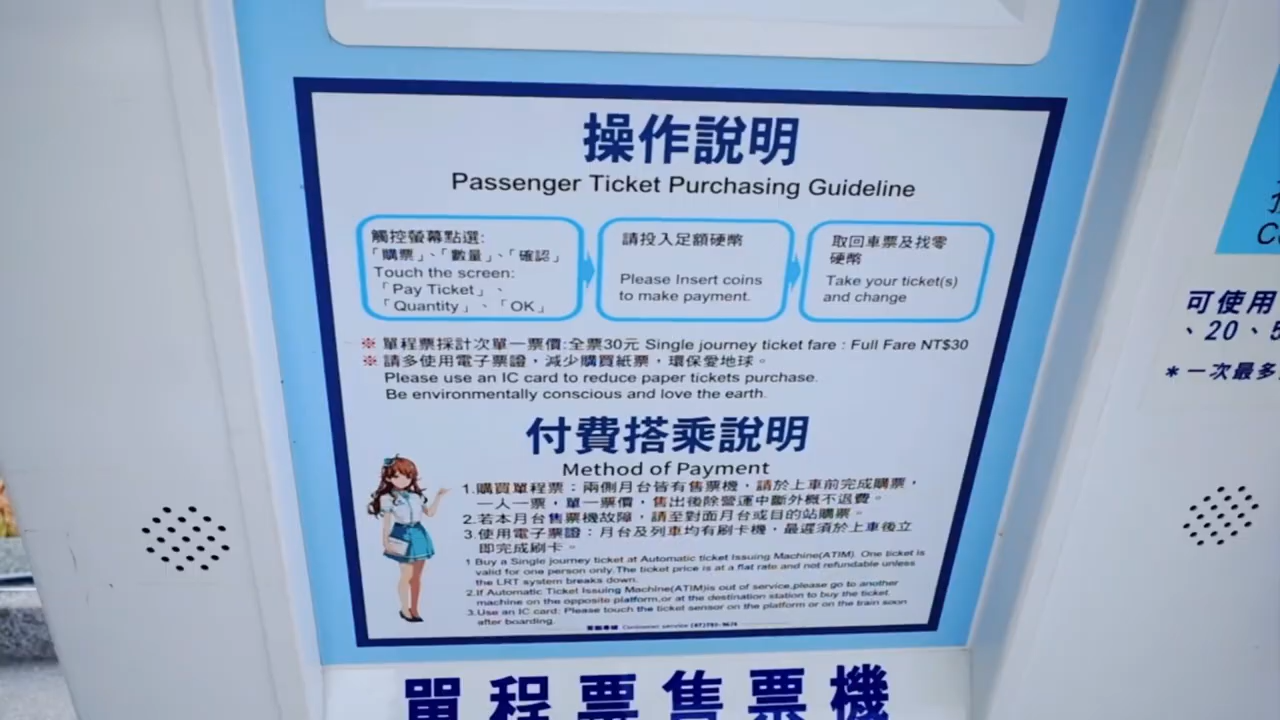 操作說明
Passenger Ticket Purchasing Guideline
觸控螢幕點選:
「購票」、「數量」、「確認」
Touch the screen:
「Pay Ticket」、
「Quantity」、「OK」
請投入足額硬幣
Please Insert coins
to make payment.
取回車票及找零
硬幣
Take your ticket(s)
and change
※ 單程票採計次單一票價:全票30元 Single journey ticket fare : Full Fare NT$30
※ 請多使用電子票證，減少購買紙票，環保愛地球。
Please use an IC card to reduce paper tickets purchase.
Be environmentally conscious and love the earth.
付費搭乘說明
Method of Payment
1.購買單程票：兩側月台皆有售票機，請於上車前完成購票，
一人一票，單一票價，售出後除營運中斷外概不退費。
2.若本月台售票機故障，請至對面月台或目的站購票。
3.使用電子票證：月台及列車均有刷卡機，最遲須於上車後立
即完成刷卡。
1 Buy a Single journey ticket at Automatic ticket Issuing Machine(ATIM). One ticket is
valid for one person only.The ticket price is at a flat rate and not refundable unless
the LRT system breaks down.
2.If Automatic Ticket Issuing Machine(ATIM)is out of service,please go to another
machine on the opposite platform,or at the destination station to buy the ticket.
3.Use an IC card: Please touch the ticket sensor on the platform or on the train soon
after boarding.
Customer service
單程票售票機
可使用
、20、5
＊一次最多